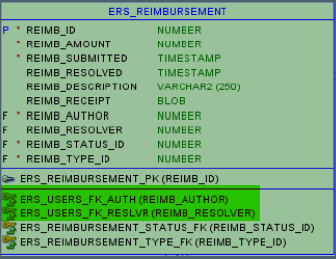 ERS_REIMBURSEMENT
P * REIMB_ID NUMBER
* REIMB_AMOUNT NUMBER
* REIMB_SUBMITTED TIMESTAMP
REIMB_RESOLVED TIMESTAMP
REIMB_DESCRIPTION VARCHAR2 (250)
REIMB_RECEIPT BLOB
F * REIMB_AUTHOR NUMBER
F REIMB_RESOLVER NUMBER
F * REIMB_STATUS_ID NUMBER
F * REIMB_TYPE_ID NUMBER
ERS_REIMBURSEMENT_PK (REIMB_ID)
ERS_USERS_FK_AUTH (REIMB_AUTHOR)
ERS_USERS_FK_RESLVR (REIMB_RESOLVER)
ERS_REIMBURSEMENT_STATUS_FK (REIMB_STATUS_ID)
ERS_REIMBURSEMENT_TYPE_FK (REIMB_TYPE_ID)